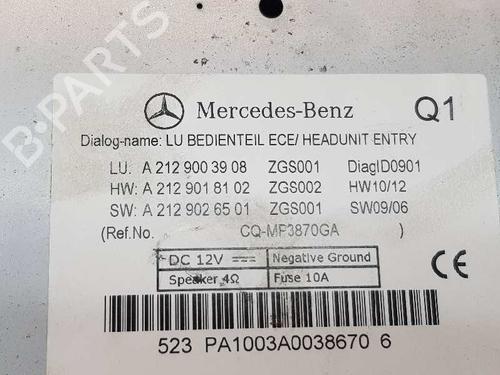 B-PARTS
Mercedes-Benz Q1
Dialog-name: LU BEDIENTEIL ECE/ HEADUNIT ENTRY
LU: A 212 900 39 08 ZGS001 DiagID0901
HW: A 212 901 81 02 ZGS002 HW10/12
SW: A 212 902 65 01 ZGS001 SW09/06
(Ref.No. CQ-MF3870GA )
DC 12V Negative Ground
Speaker 4Ω Fuse 10A
CE
523 PA1003A0038670 6